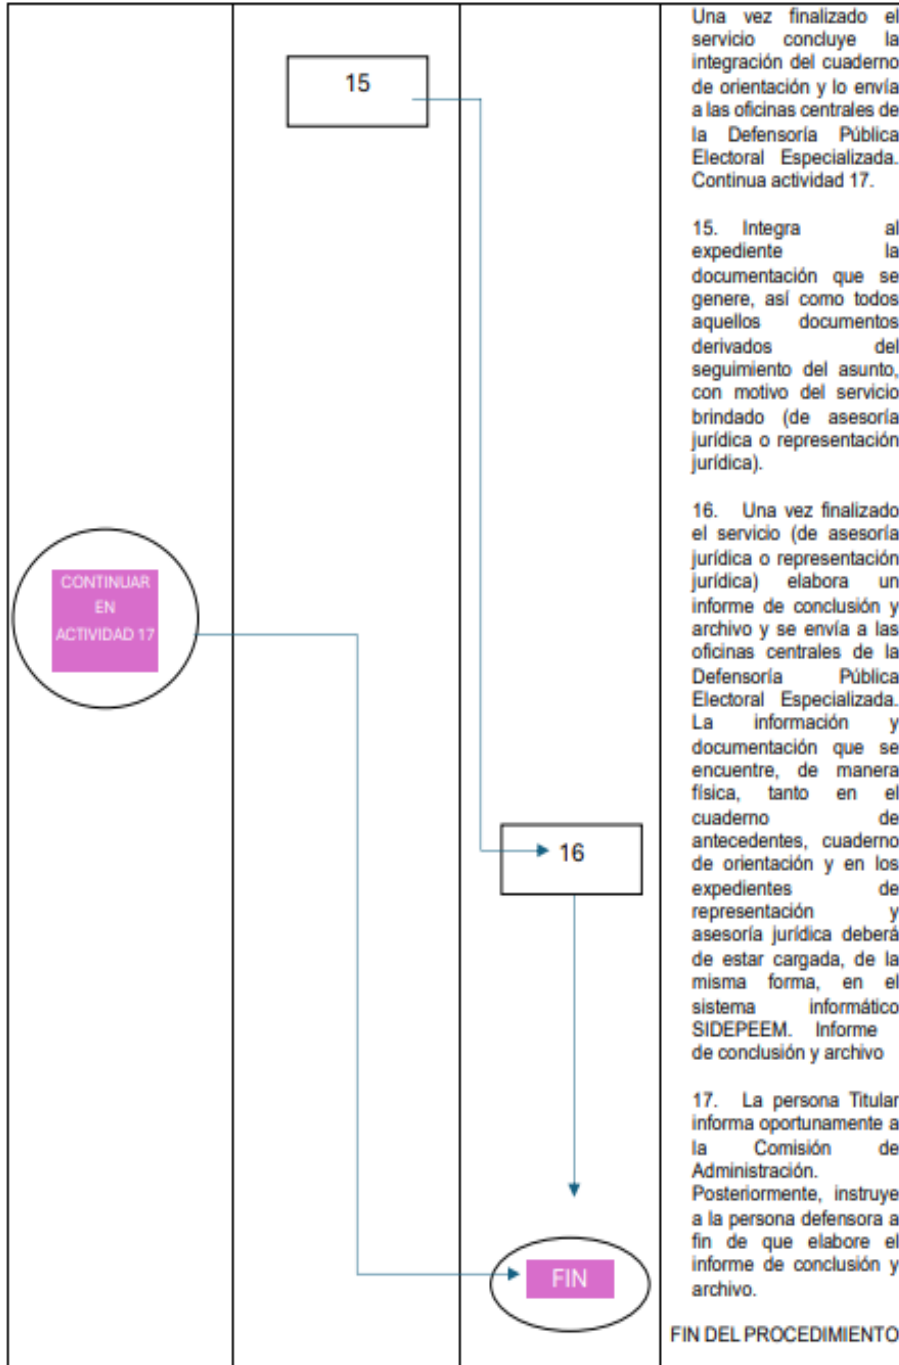 15
CONTINUAR
EN
ACTIVIDAD 17
16
FIN
Una vez finalizado el
servicio concluye la
integración del cuaderno
de orientación y lo envía
a las oficinas centrales de
la Defensoría Pública
Electoral Especializada.
Continua actividad 17.
15. Integra al
expediente la
documentación que se
genere, así como todos
aquellos documentos
derivados del
seguimiento del asunto,
con motivo del servicio
brindado (de asesoría
jurídica o representación
jurídica).
16. Una vez finalizado
el servicio (de asesoría
jurídica o representación
jurídica) elabora un
informe de conclusión y
archivo y se envía a las
oficinas centrales de la
Defensoría Pública
Electoral Especializada.
La información y
documentación que se
encuentre, de manera
física, tanto en el
cuaderno de
antecedentes, cuaderno
de orientación y en los
expedientes de
representación y
asesoría jurídica deberá
de estar cargada, de la
misma forma, en el
sistema informático
SIDEPEEM. Informe
de conclusión y archivo
17. La persona Titular
informa oportunamente a
la Comisión de
Administración.
Posteriormente, instruye
a la persona defensora a
fin de que elabore el
informe de conclusión y
archivo.
FIN DEL PROCEDIMIENTO